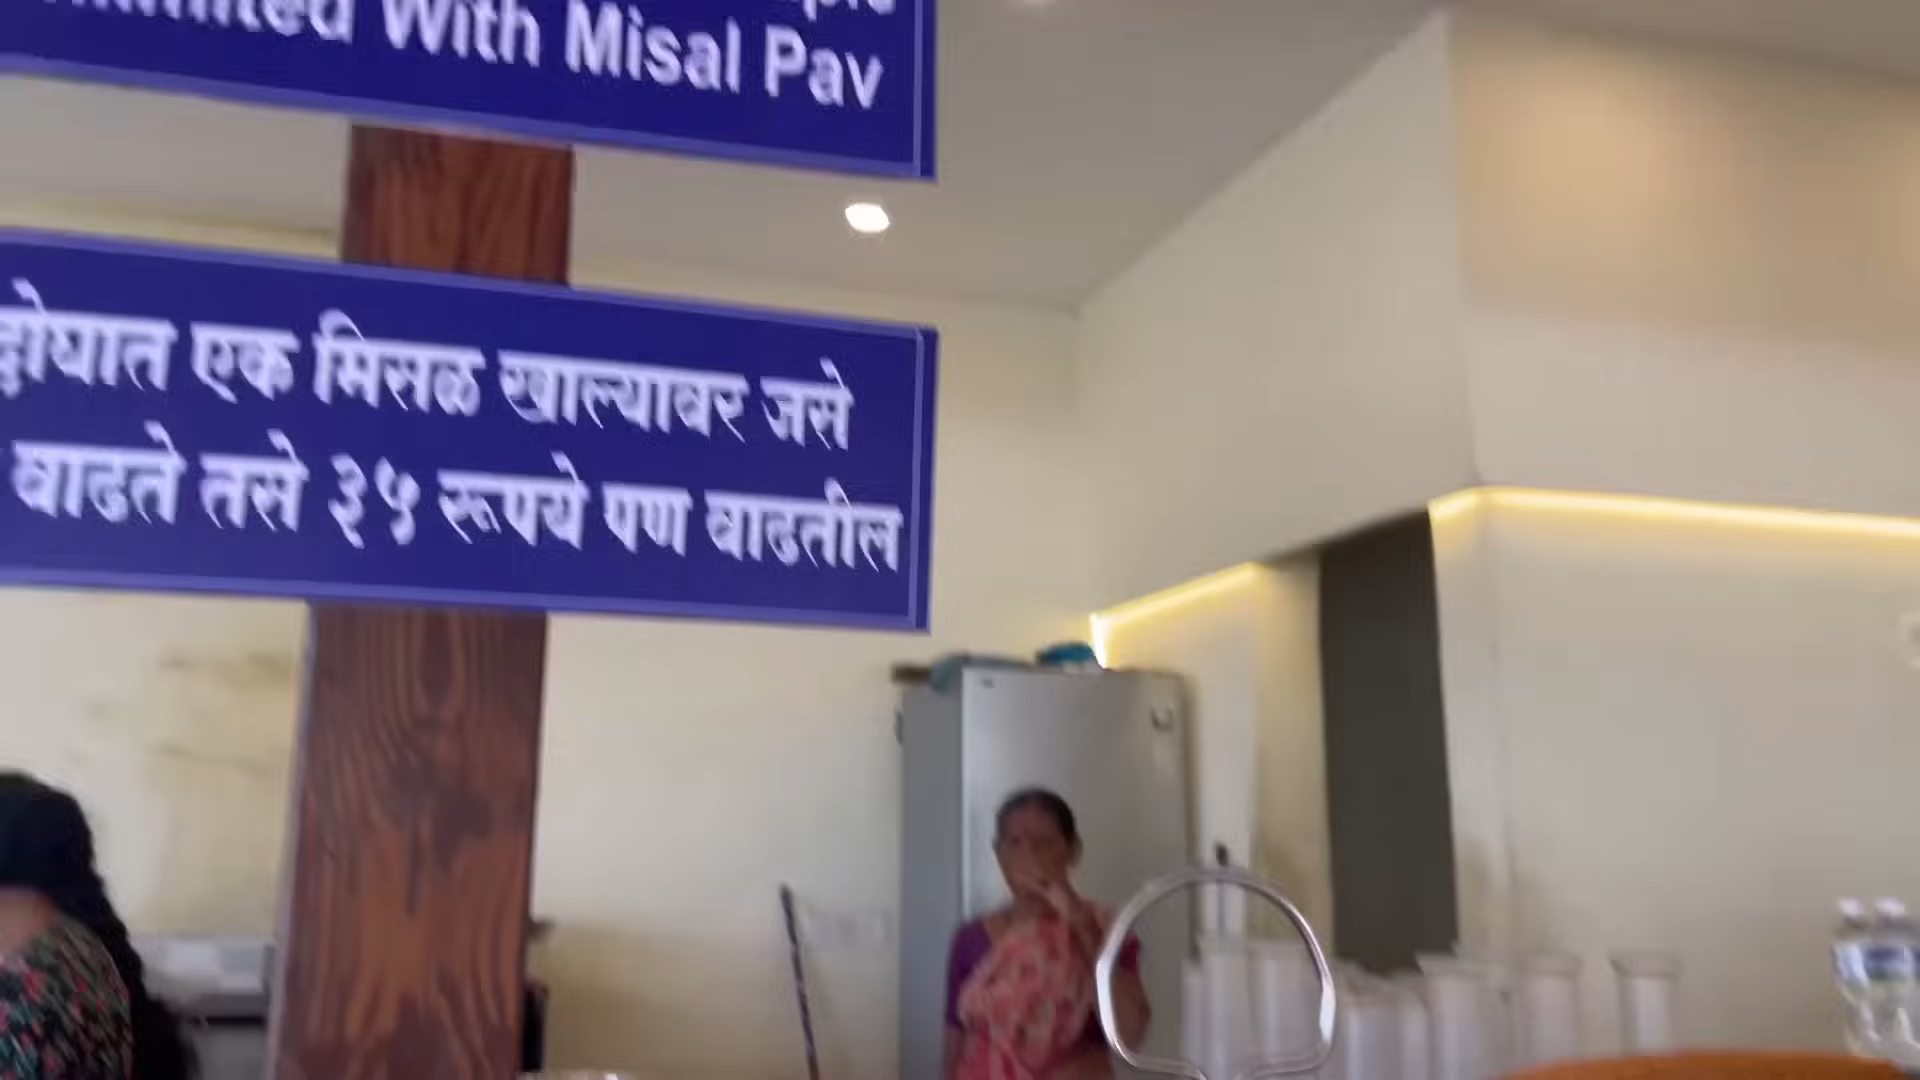 With Misal Pav
दोघात एक मिसळ खाल्यावर जसे
वाढते तसे ३५ रूपये पण वाढतील